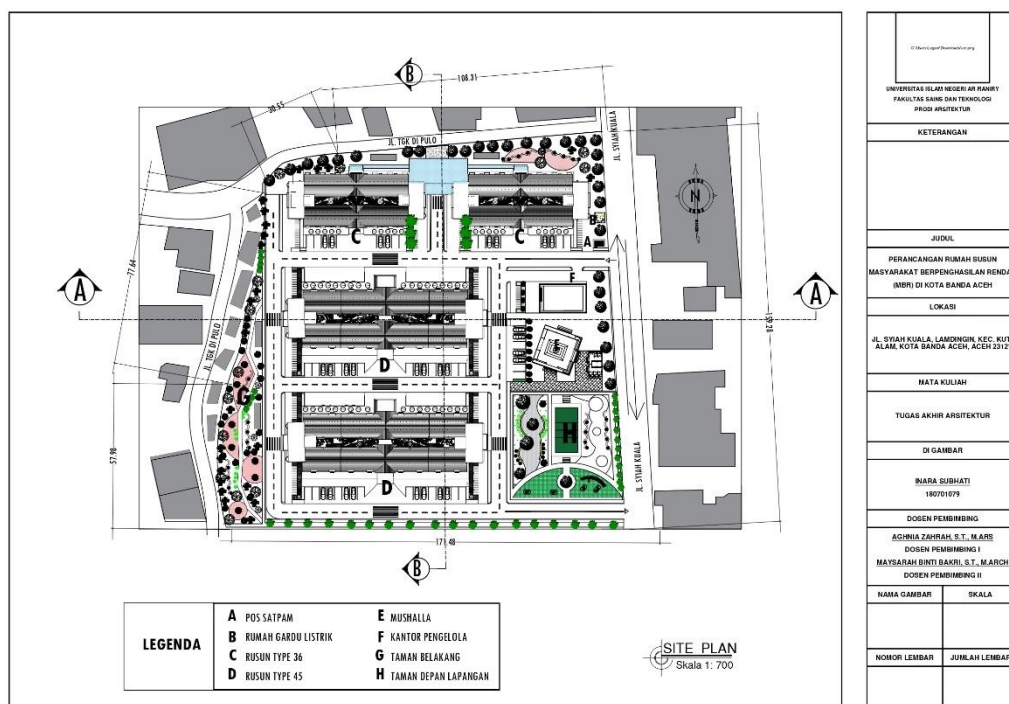 B
108.31
30.55
JL. TGK DI PULO
JL. SYIAH KUALA
N
B
C
C
A
77.64
F
A
A
159.28
JL. TGK DI PULO
E
D
G
57.98
H
JL. SYIAH KUALA
D
171.48
B
LEGENDA
A POS SATPAM
B RUMAH GARDU LISTRIK
C RUSUN TYPE 36
D RUSUN TYPE 45
E MUSHALLA
F KANTOR PENGELOLA
G TAMAN BELAKANG
H TAMAN DEPAN LAPANGAN
SITE PLAN
Skala 1: 700
UNIVERSITAS ISLAM NEGERI AR RANIRY
FAKULTAS SAINS DAN TEKNOLOGI
PRODI ARSITEKTUR
KETERANGAN
JUDUL
PERANCANGAN RUMAH SUSUN
MASYARAKAT BERPENGHASILAN RENDA
(MBR) DI KOTA BANDA ACEH
LOKASI
JL. SYIAH KUALA, LAMDINGIN, KEC. KUT
ALAM, KOTA BANDA ACEH, ACEH 2312
MATA KULIAH
TUGAS AKHIR ARSITEKTUR
DI GAMBAR
INARA SUBHATI
180701079
DOSEN PEMBIMBING
AGHNIA ZAHRAH, S.T., M.ARS
DOSEN PEMBIMBING I
MAYSARAH BINTI BAKRI, S.T., M.ARCH
DOSEN PEMBIMBING II
NAMA GAMBAR
SKALA
NOMOR LEMBAR
JUMLAH LEMBAR